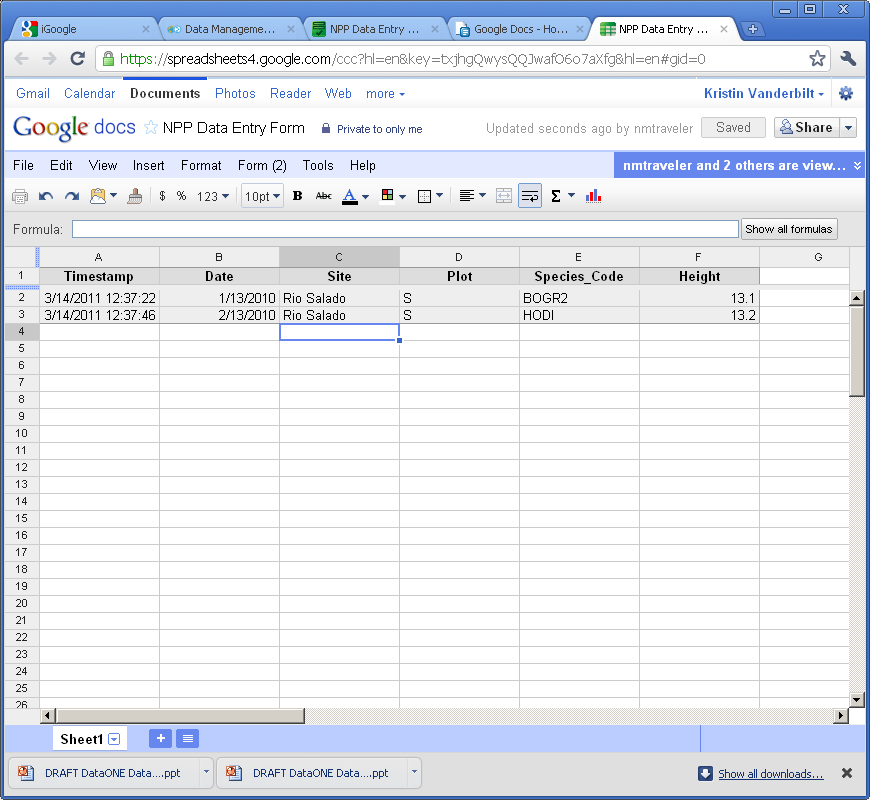 iGoogle Data Manageme... NPP Data Entry ... Google Docs - Ho... NPP Data Entry ...
https://spreadsheets4.google.com/ccc?hl=en&key=txjhgQwysQQJwafO6o7aXfg&hl=en#gid=0
Gmail Calendar Documents Photos Reader Web more Kristin Vanderbilt
Google docs NPP Data Entry Form Private to only me Updated seconds ago by nmtraveler Saved Share
File Edit View Insert Format Form (2) Tools Help nmtraveler and 2 others are view...
$ % 123 10pt B Abc A Σ
Formula: Show all formulas
A B C D E F G
1 Timestamp Date Site Plot Species_Code Height
2 3/14/2011 12:37:22 1/13/2010 Rio Salado S BOGR2 13.1
3 3/14/2011 12:37:46 2/13/2010 Rio Salado S HODI 13.2
4
5
6
7
8
9
10
11
12
13
14
15
16
17
18
19
20
21
22
23
24
25
26
Sheet1 +
DRAFT DataONE Data....ppt DRAFT DataONE Data....ppt Show all downloads...